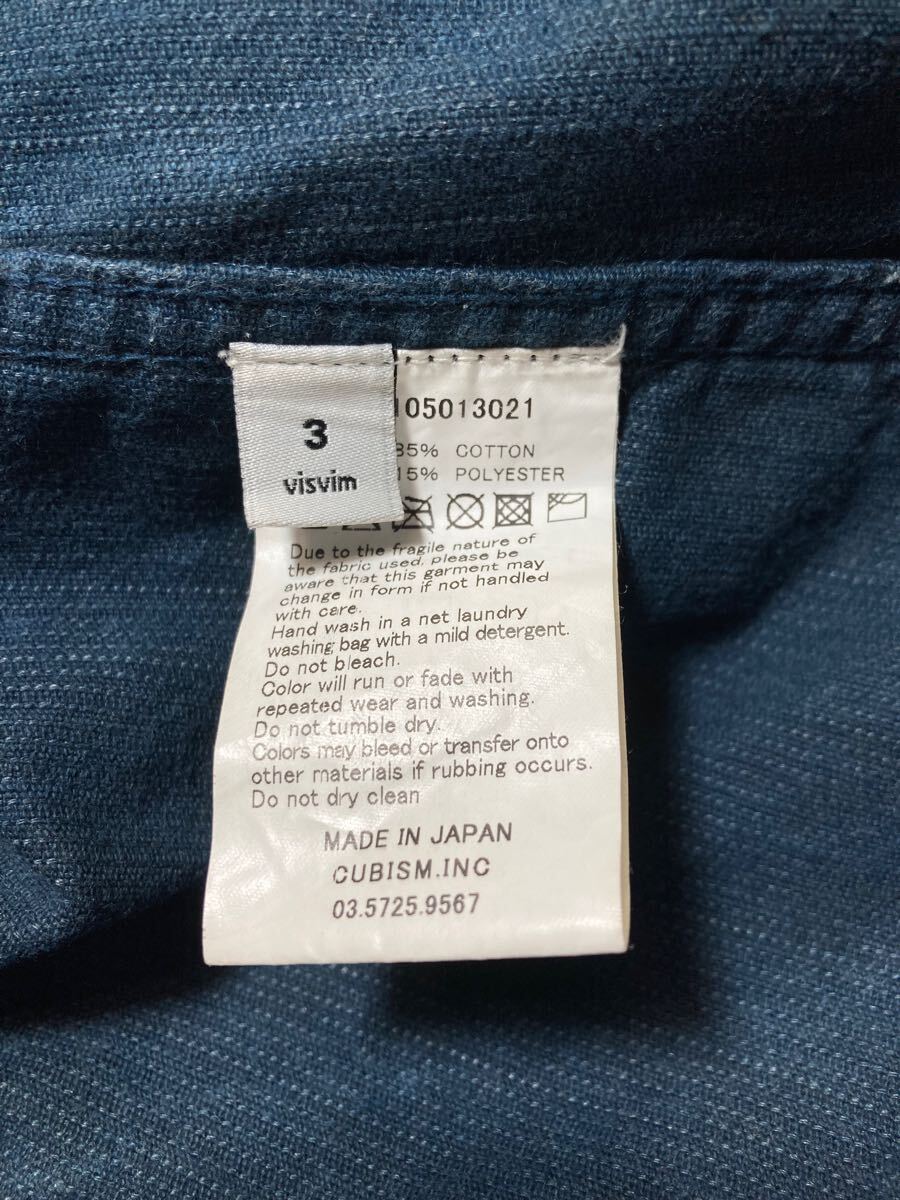 3
visvim
105013021
85% COTTON
15% POLYESTER
Due to the fragile nature of
the fabric used, please be
aware that this garment may
change in form if not handled
with care.
Hand wash in a net laundry
washing bag with a mild detergent.
Do not bleach.
Color will run or fade with
repeated wear and washing.
Do not tumble dry.
Colors may bleed or transfer onto
other materials if rubbing occurs.
Do not dry clean
MADE IN JAPAN
CUBISM.INC
03.5725.9567